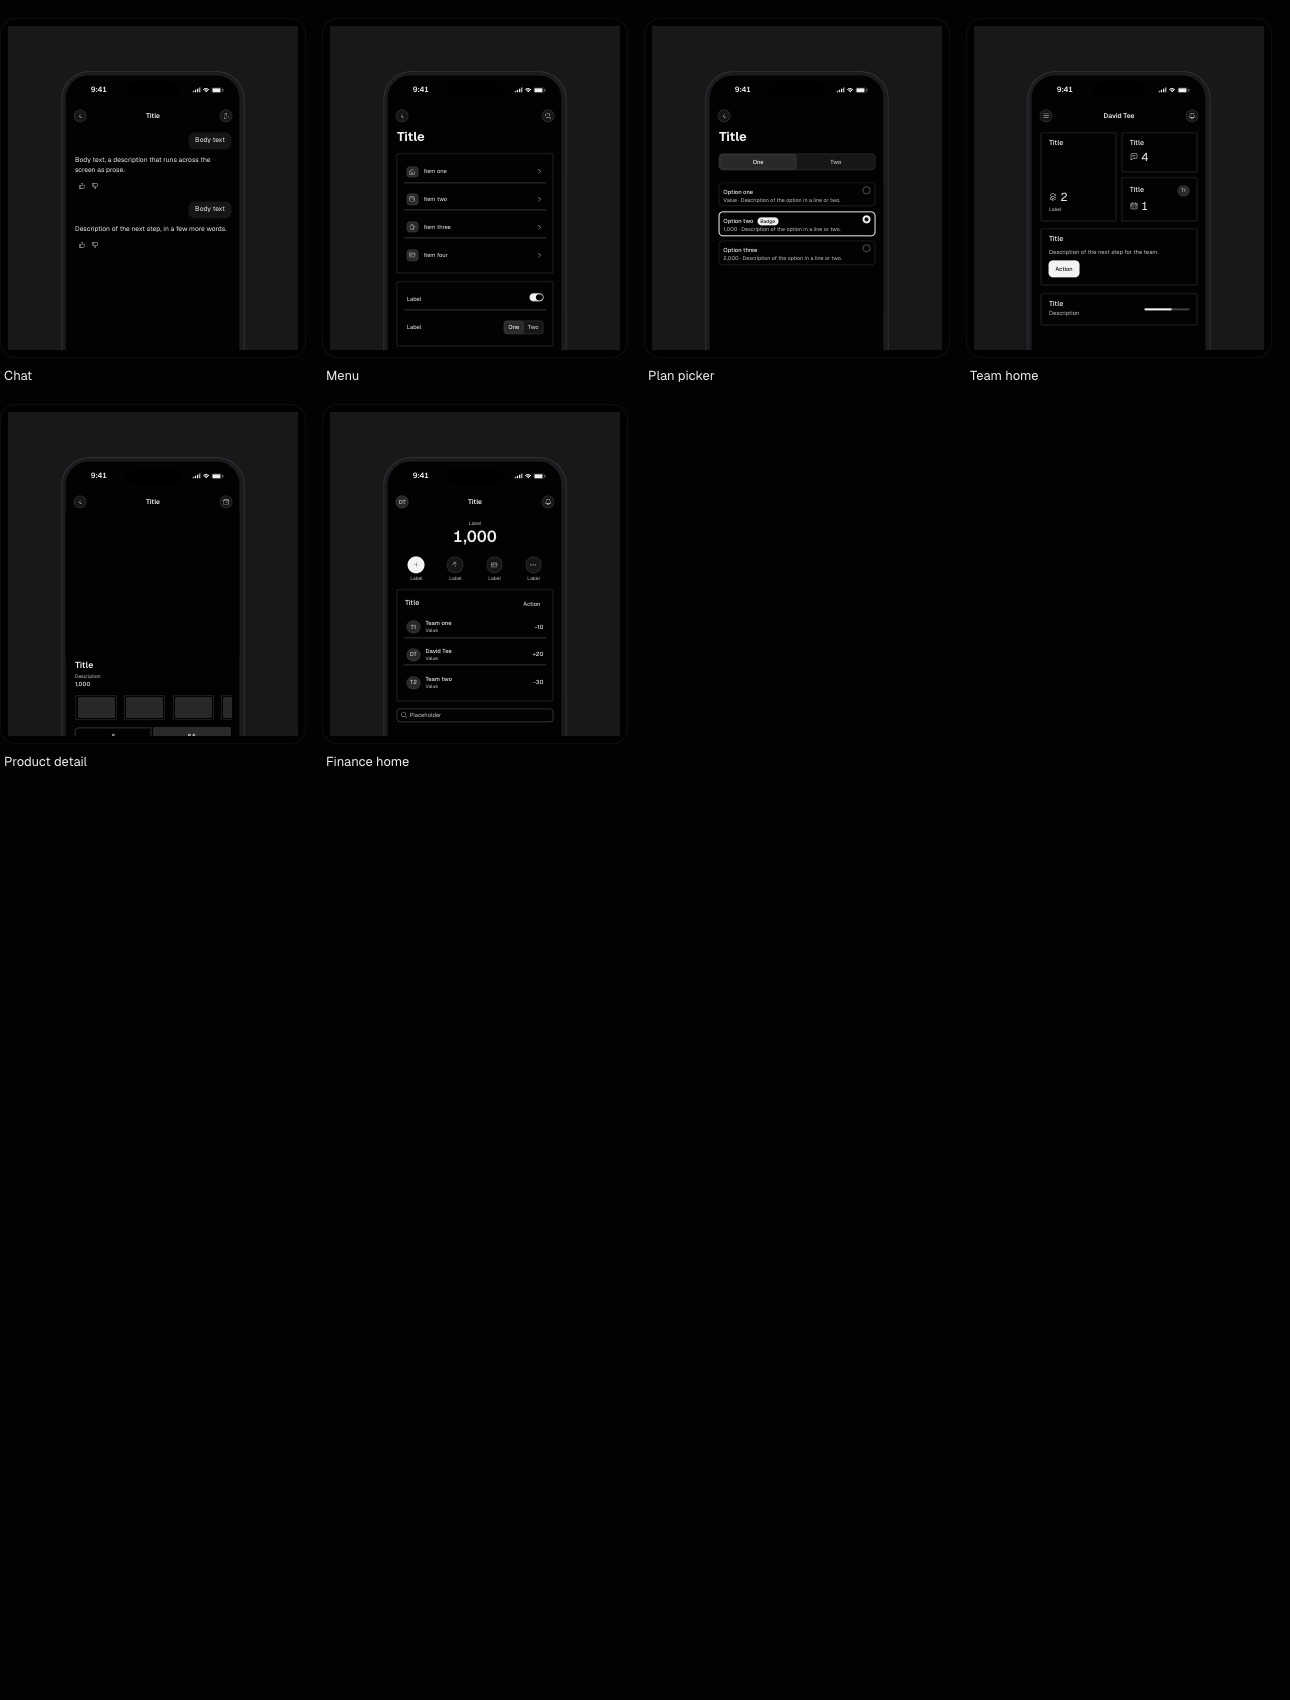 9:41
Title
Body text
Body text, a description that runs across the
screen as prose.
Body text
Description of the next step, in a few more words.
Chat
9:41
Title
Item one
Item two
Item three
Item four
Label
Label
One
Two
Menu
9:41
Title
One
Two
Option one
Value · Description of the option in a line or two.
Option two
Badge
1,000 · Description of the option in a line or two.
Option three
2,000 · Description of the option in a line or two.
Plan picker
9:41
David Tee
Title
2
Label
Title
4
Title
T1
1
Title
Description of the next step for the team.
Action
Title
Description
Team home
9:41
Title
Title
Description
1,000
Product detail
9:41
DT
Title
Label
1,000
Label
Label
Label
Label
Title
Action
T1
Team one
Value
-10
DT
David Tee
Value
+20
T2
Team two
Value
-30
Placeholder
Finance home